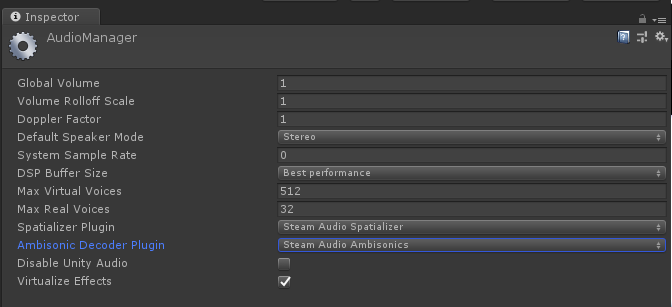 Inspector
AudioManager
Global Volume 1
Volume Rolloff Scale 1
Doppler Factor 1
Default Speaker Mode Stereo
System Sample Rate 0
DSP Buffer Size Best performance
Max Virtual Voices 512
Max Real Voices 32
Spatializer Plugin Steam Audio Spatializer
Ambisonic Decoder Plugin Steam Audio Ambisonics
Disable Unity Audio
Virtualize Effects